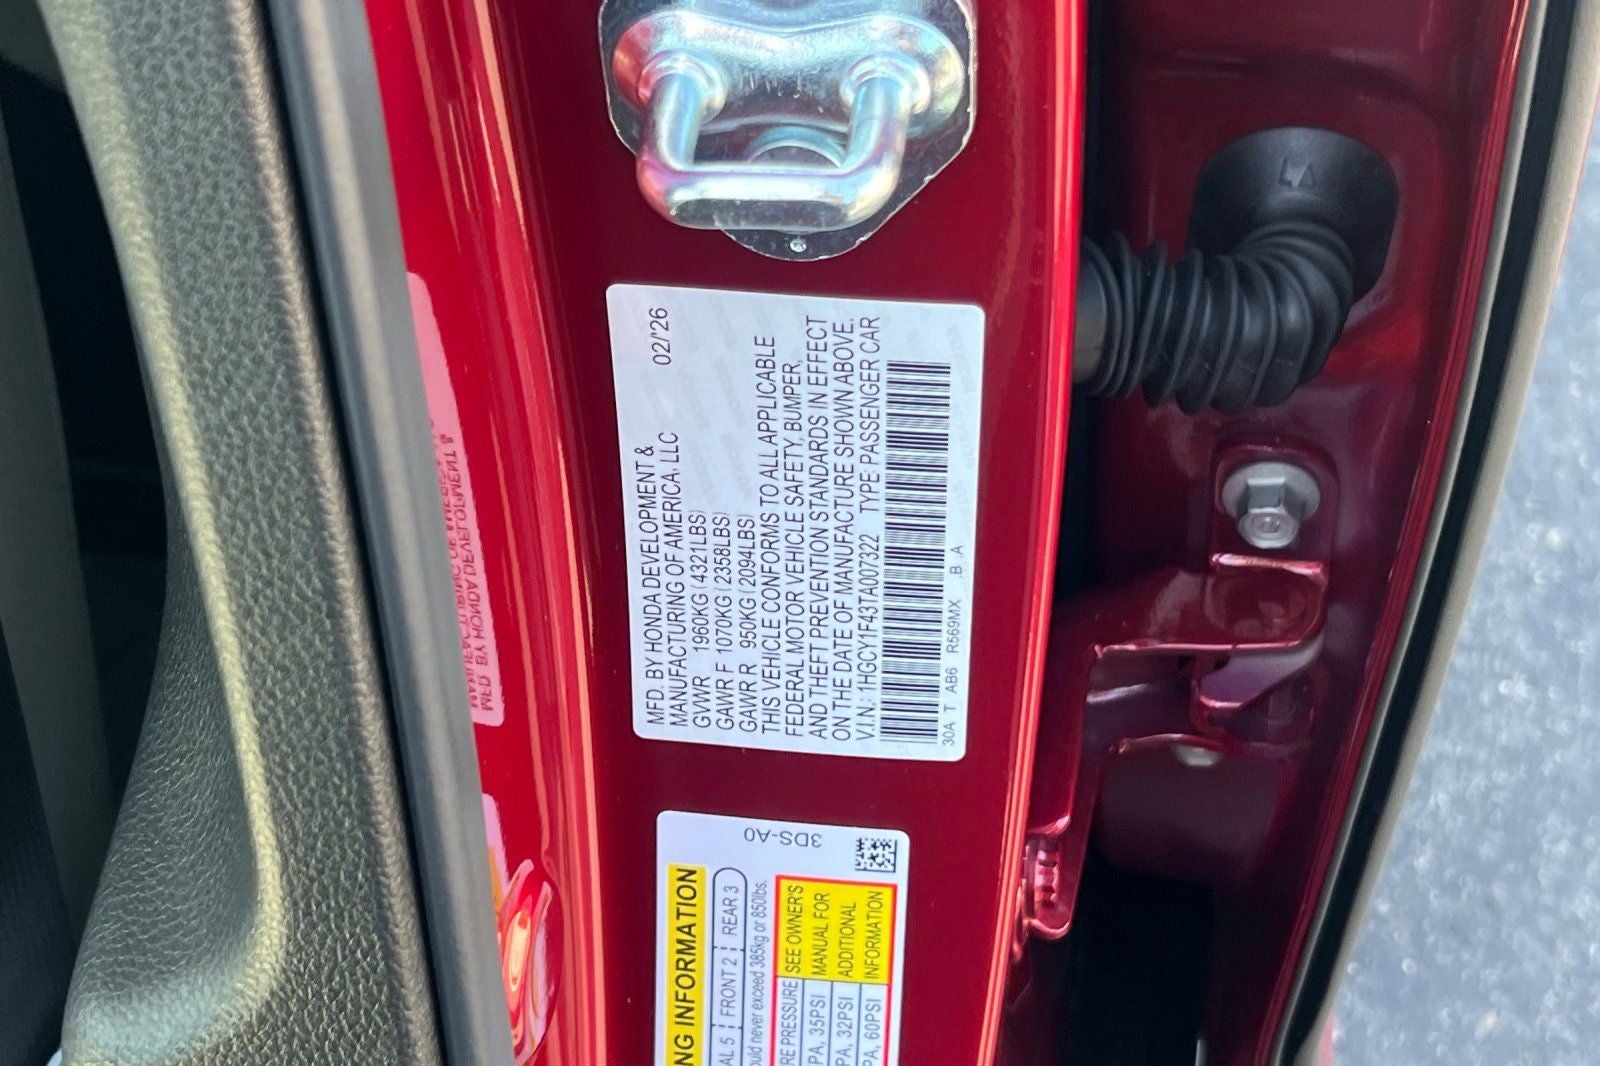 MFD. BY HONDA DEVELOPMENT &
MANUFACTURING OF AMERICA, LLC 02/'26
GVWR 1960KG (4321LBS)
GAWR F 1070KG (2358LBS)
GAWR R 950KG (2094LBS)
THIS VEHICLE CONFORMS TO ALL APPLICABLE
FEDERAL MOTOR VEHICLE SAFETY, BUMPER,
AND THEFT PREVENTION STANDARDS IN EFFECT
ON THE DATE OF MANUFACTURE SHOWN ABOVE.
V.I.N.: 1HGCY1F43TA007322 TYPE: PASSENGER CAR
30A T AB6 R569MX ,B ,A
3DS-A0
NG INFORMATION
AL 5 FRONT 2 REAR 3
ould never exceed 385kg or 850lbs.
RE PRESSURE
PA, 35PSI
PA, 32PSI
PA, 60PSI
SEE OWNER'S
MANUAL FOR
ADDITIONAL
INFORMATION